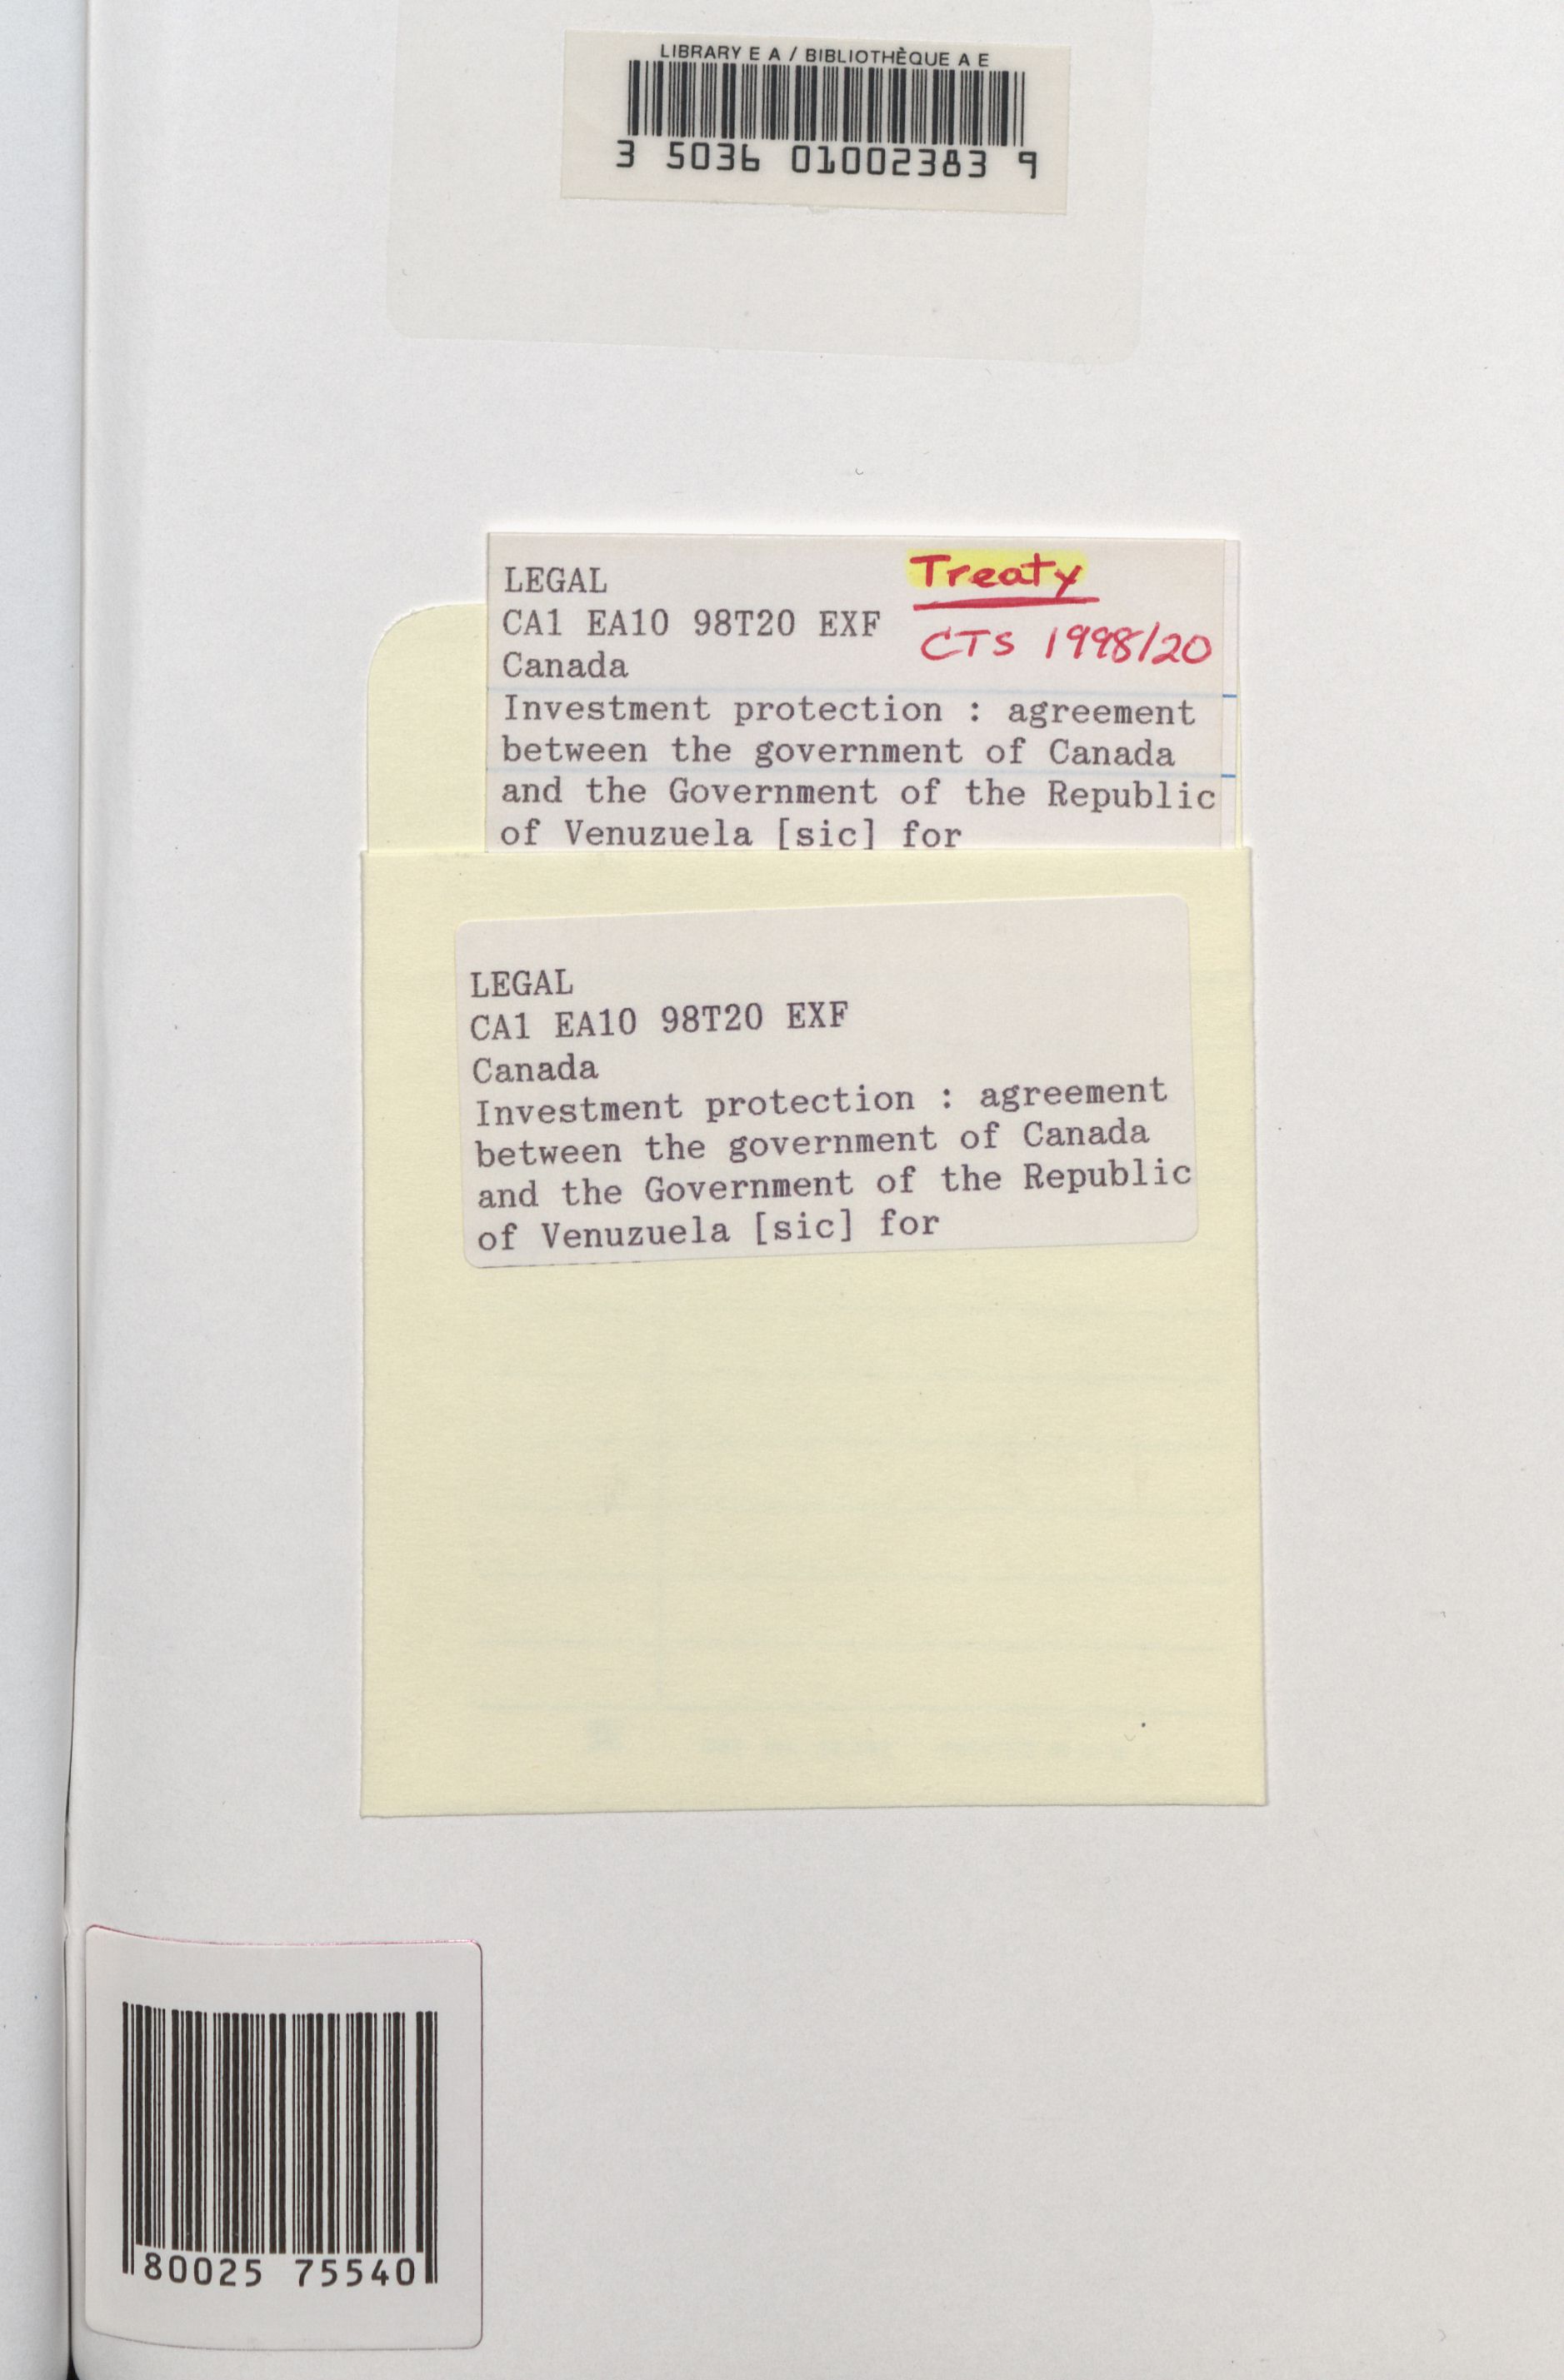 LIBRARY E A / BIBLIOTHÈQUE A E
3 5036 01002383 9
LEGAL
CA1 EA10 98T20 EXF
Canada
Investment protection : agreement
between the government of Canada
and the Government of the Republic
of Venuzuela [sic] for
Treaty
CTS 1998/20
LEGAL
CA1 EA10 98T20 EXF
Canada
Investment protection : agreement
between the government of Canada
and the Government of the Republic
of Venuzuela [sic] for
80025 75540